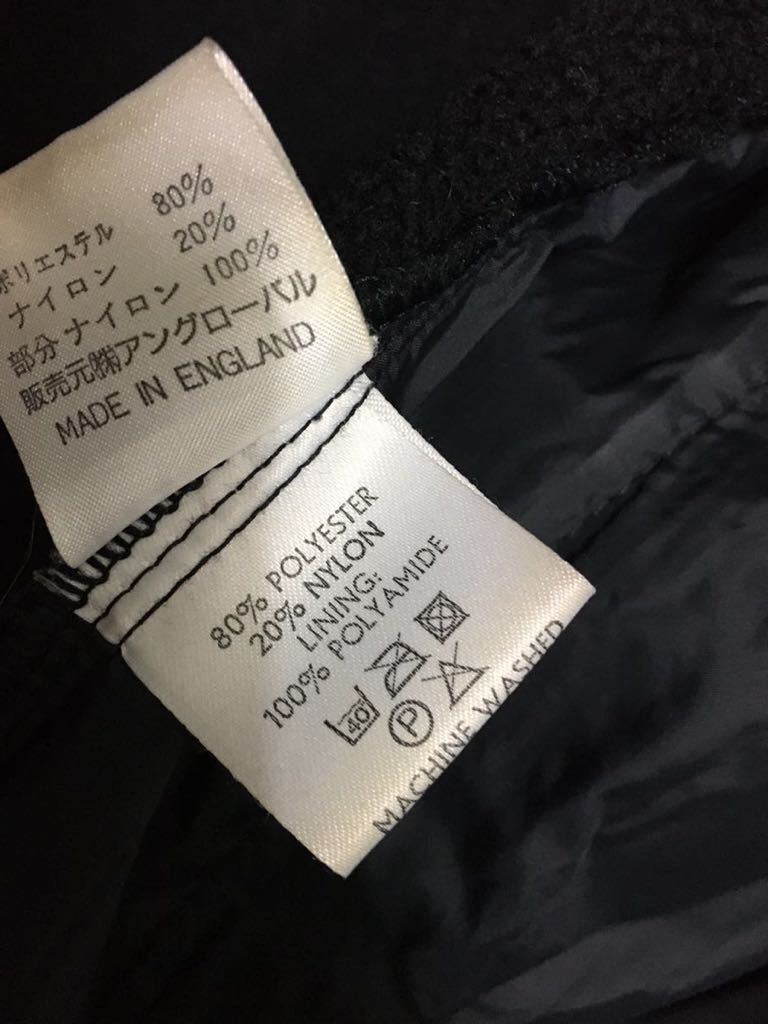 ポリエステル 80%
ナイロン 20%
部分ナイロン 100%
販売元㈱アングローバル
MADE IN ENGLAND
80% POLYESTER
20% NYLON
LINING:
100% POLYAMIDE
40
P
MACHINE WASHED